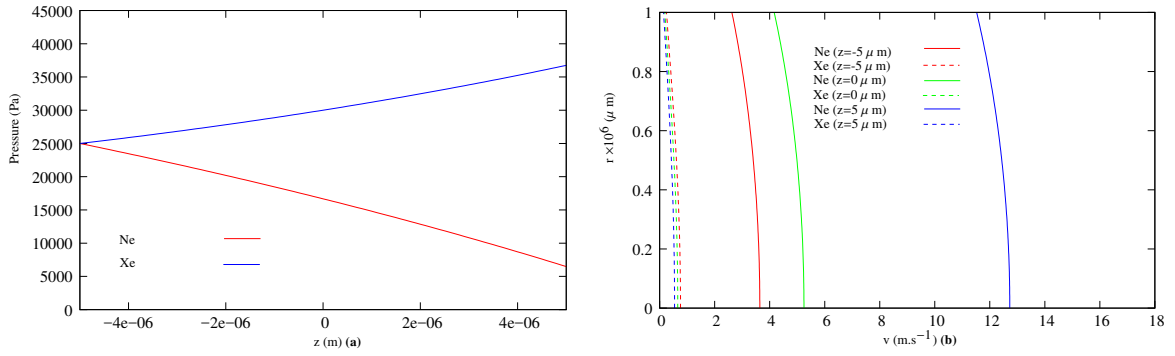 45000
40000
35000
30000
25000
20000
15000
10000
5000
0
Pressure (Pa)
Ne
Xe
−4e−06 −2e−06 0 2e−06 4e−06
z (m) (a)
1
0.8
0.6
0.4
0.2
0
r ×10⁶ (μ m)
Ne (z=-5 μ m)
Xe (z=-5 μ m)
Ne (z=0 μ m)
Xe (z=0 μ m)
Ne (z=5 μ m)
Xe (z=5 μ m)
0 2 4 6 8 10 12 14 16 18
v (m.s⁻¹) (b)